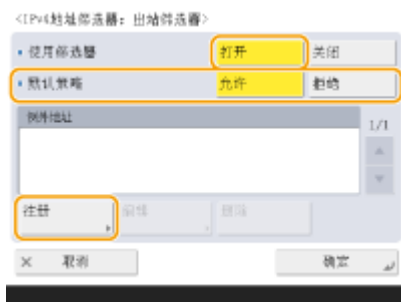 <IPv4地址筛选器：出站筛选器>
• 使用筛选器 打开 关闭
• 默认策略 允许 拒绝
例外地址
1/1
注册 编辑 删除
× 取消 确定